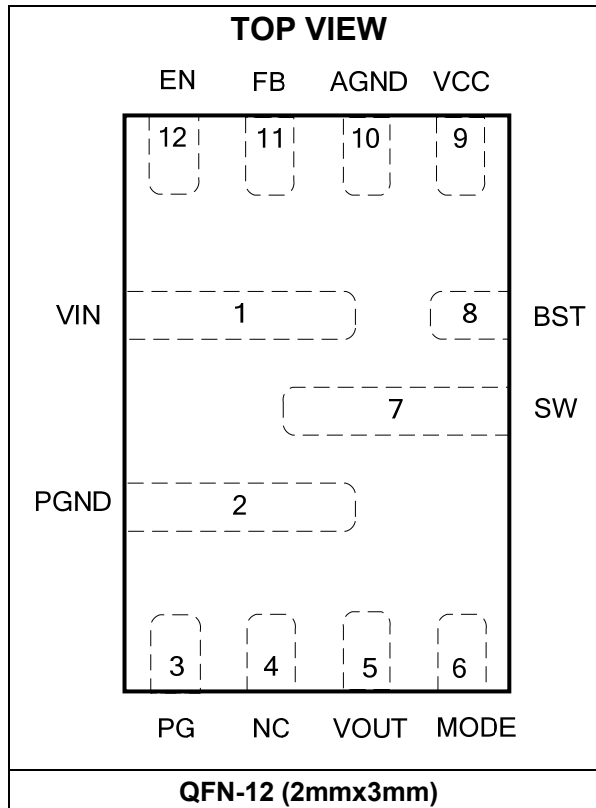 TOP VIEW
EN FB AGND VCC
12 11 10 9
VIN 1 8 BST
7 SW
PGND 2
3 4 5 6
PG NC VOUT MODE
QFN-12 (2mmx3mm)